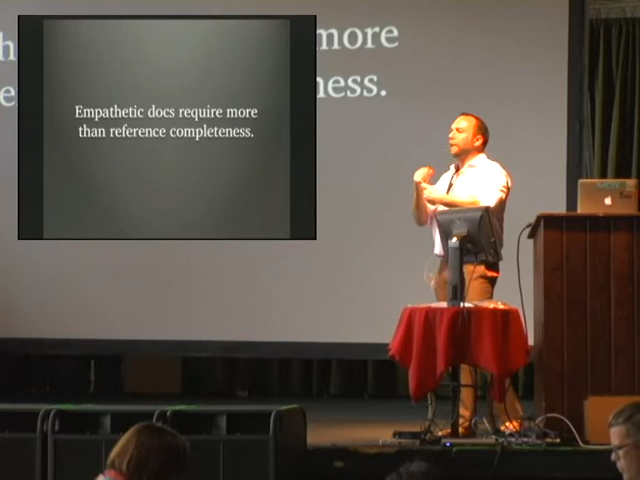 Empathetic docs require more
than reference completeness.
more
ness.